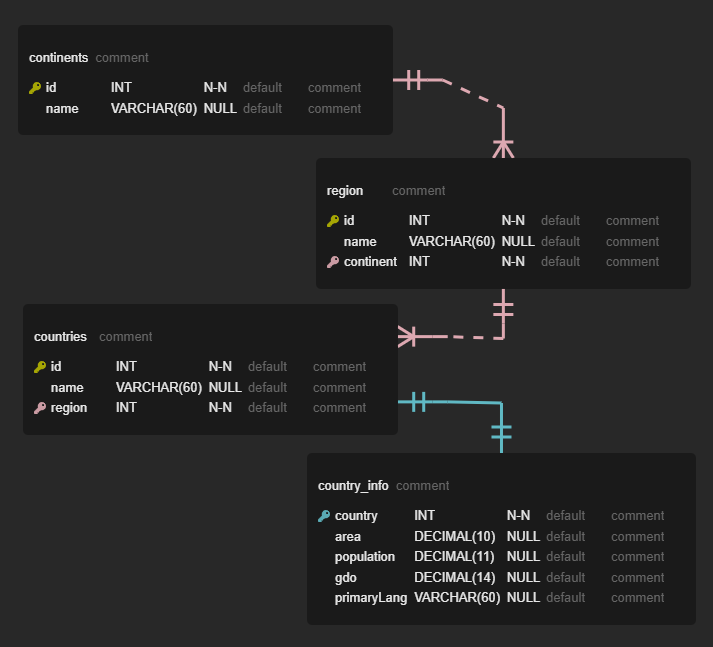 continents comment
id INT N-N default comment
name VARCHAR(60) NULL default comment
region comment
id INT N-N default comment
name VARCHAR(60) NULL default comment
continent INT N-N default comment
countries comment
id INT N-N default comment
name VARCHAR(60) NULL default comment
region INT N-N default comment
country_info comment
country INT N-N default comment
area DECIMAL(10) NULL default comment
population DECIMAL(11) NULL default comment
gdo DECIMAL(14) NULL default comment
primaryLang VARCHAR(60) NULL default comment